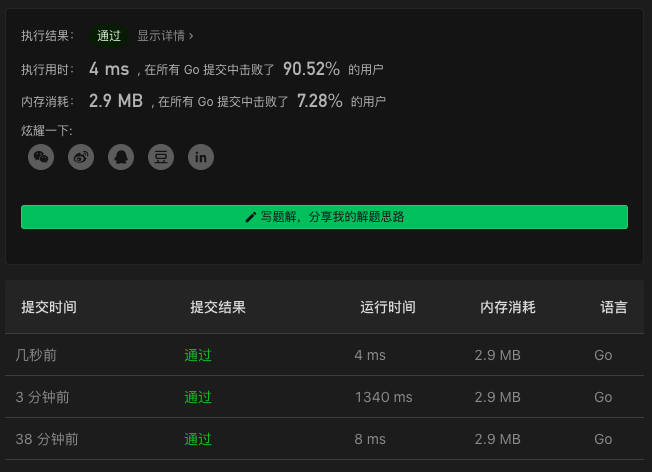 执行结果： 通过 显示详情 ›
执行用时： 4 ms , 在所有 Go 提交中击败了 90.52% 的用户
内存消耗： 2.9 MB , 在所有 Go 提交中击败了 7.28% 的用户
炫耀一下:
豆 in
写题解，分享我的解题思路
提交时间 提交结果 运行时间 内存消耗 语言
几秒前 通过 4 ms 2.9 MB Go
3 分钟前 通过 1340 ms 2.9 MB Go
38 分钟前 通过 8 ms 2.9 MB Go